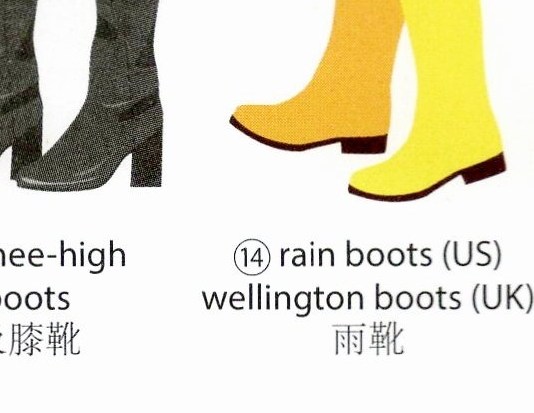 nee-high
boots
膝靴
⑭ rain boots (US)
wellington boots (UK)
雨靴